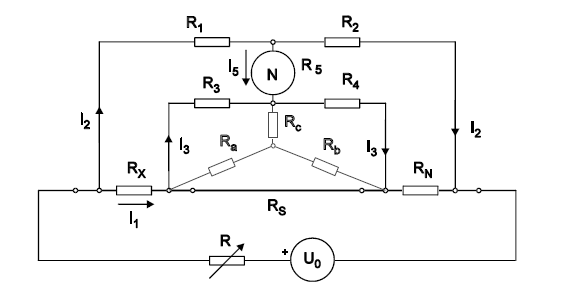 R1 R2
I5 N R5
R3 R4
I2 I3 Ra Rc Rb I3 I2
RX RN
I1 RS
R + U0